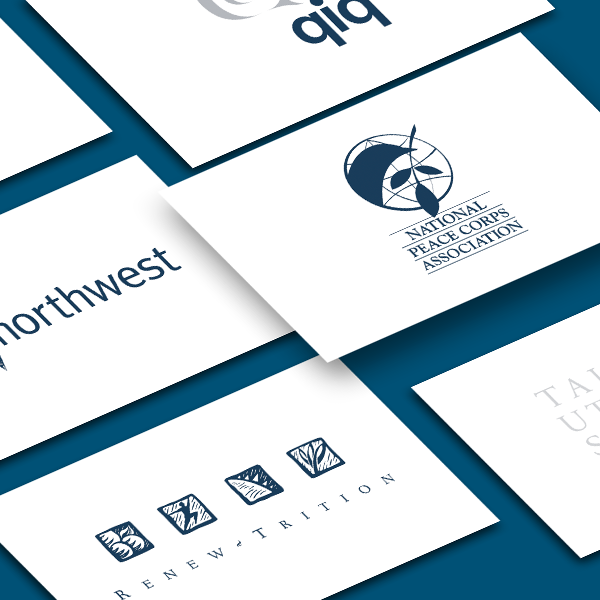 qiq
NATIONAL
PEACE CORPS
ASSOCIATION
northwest
RENEW&TRITION